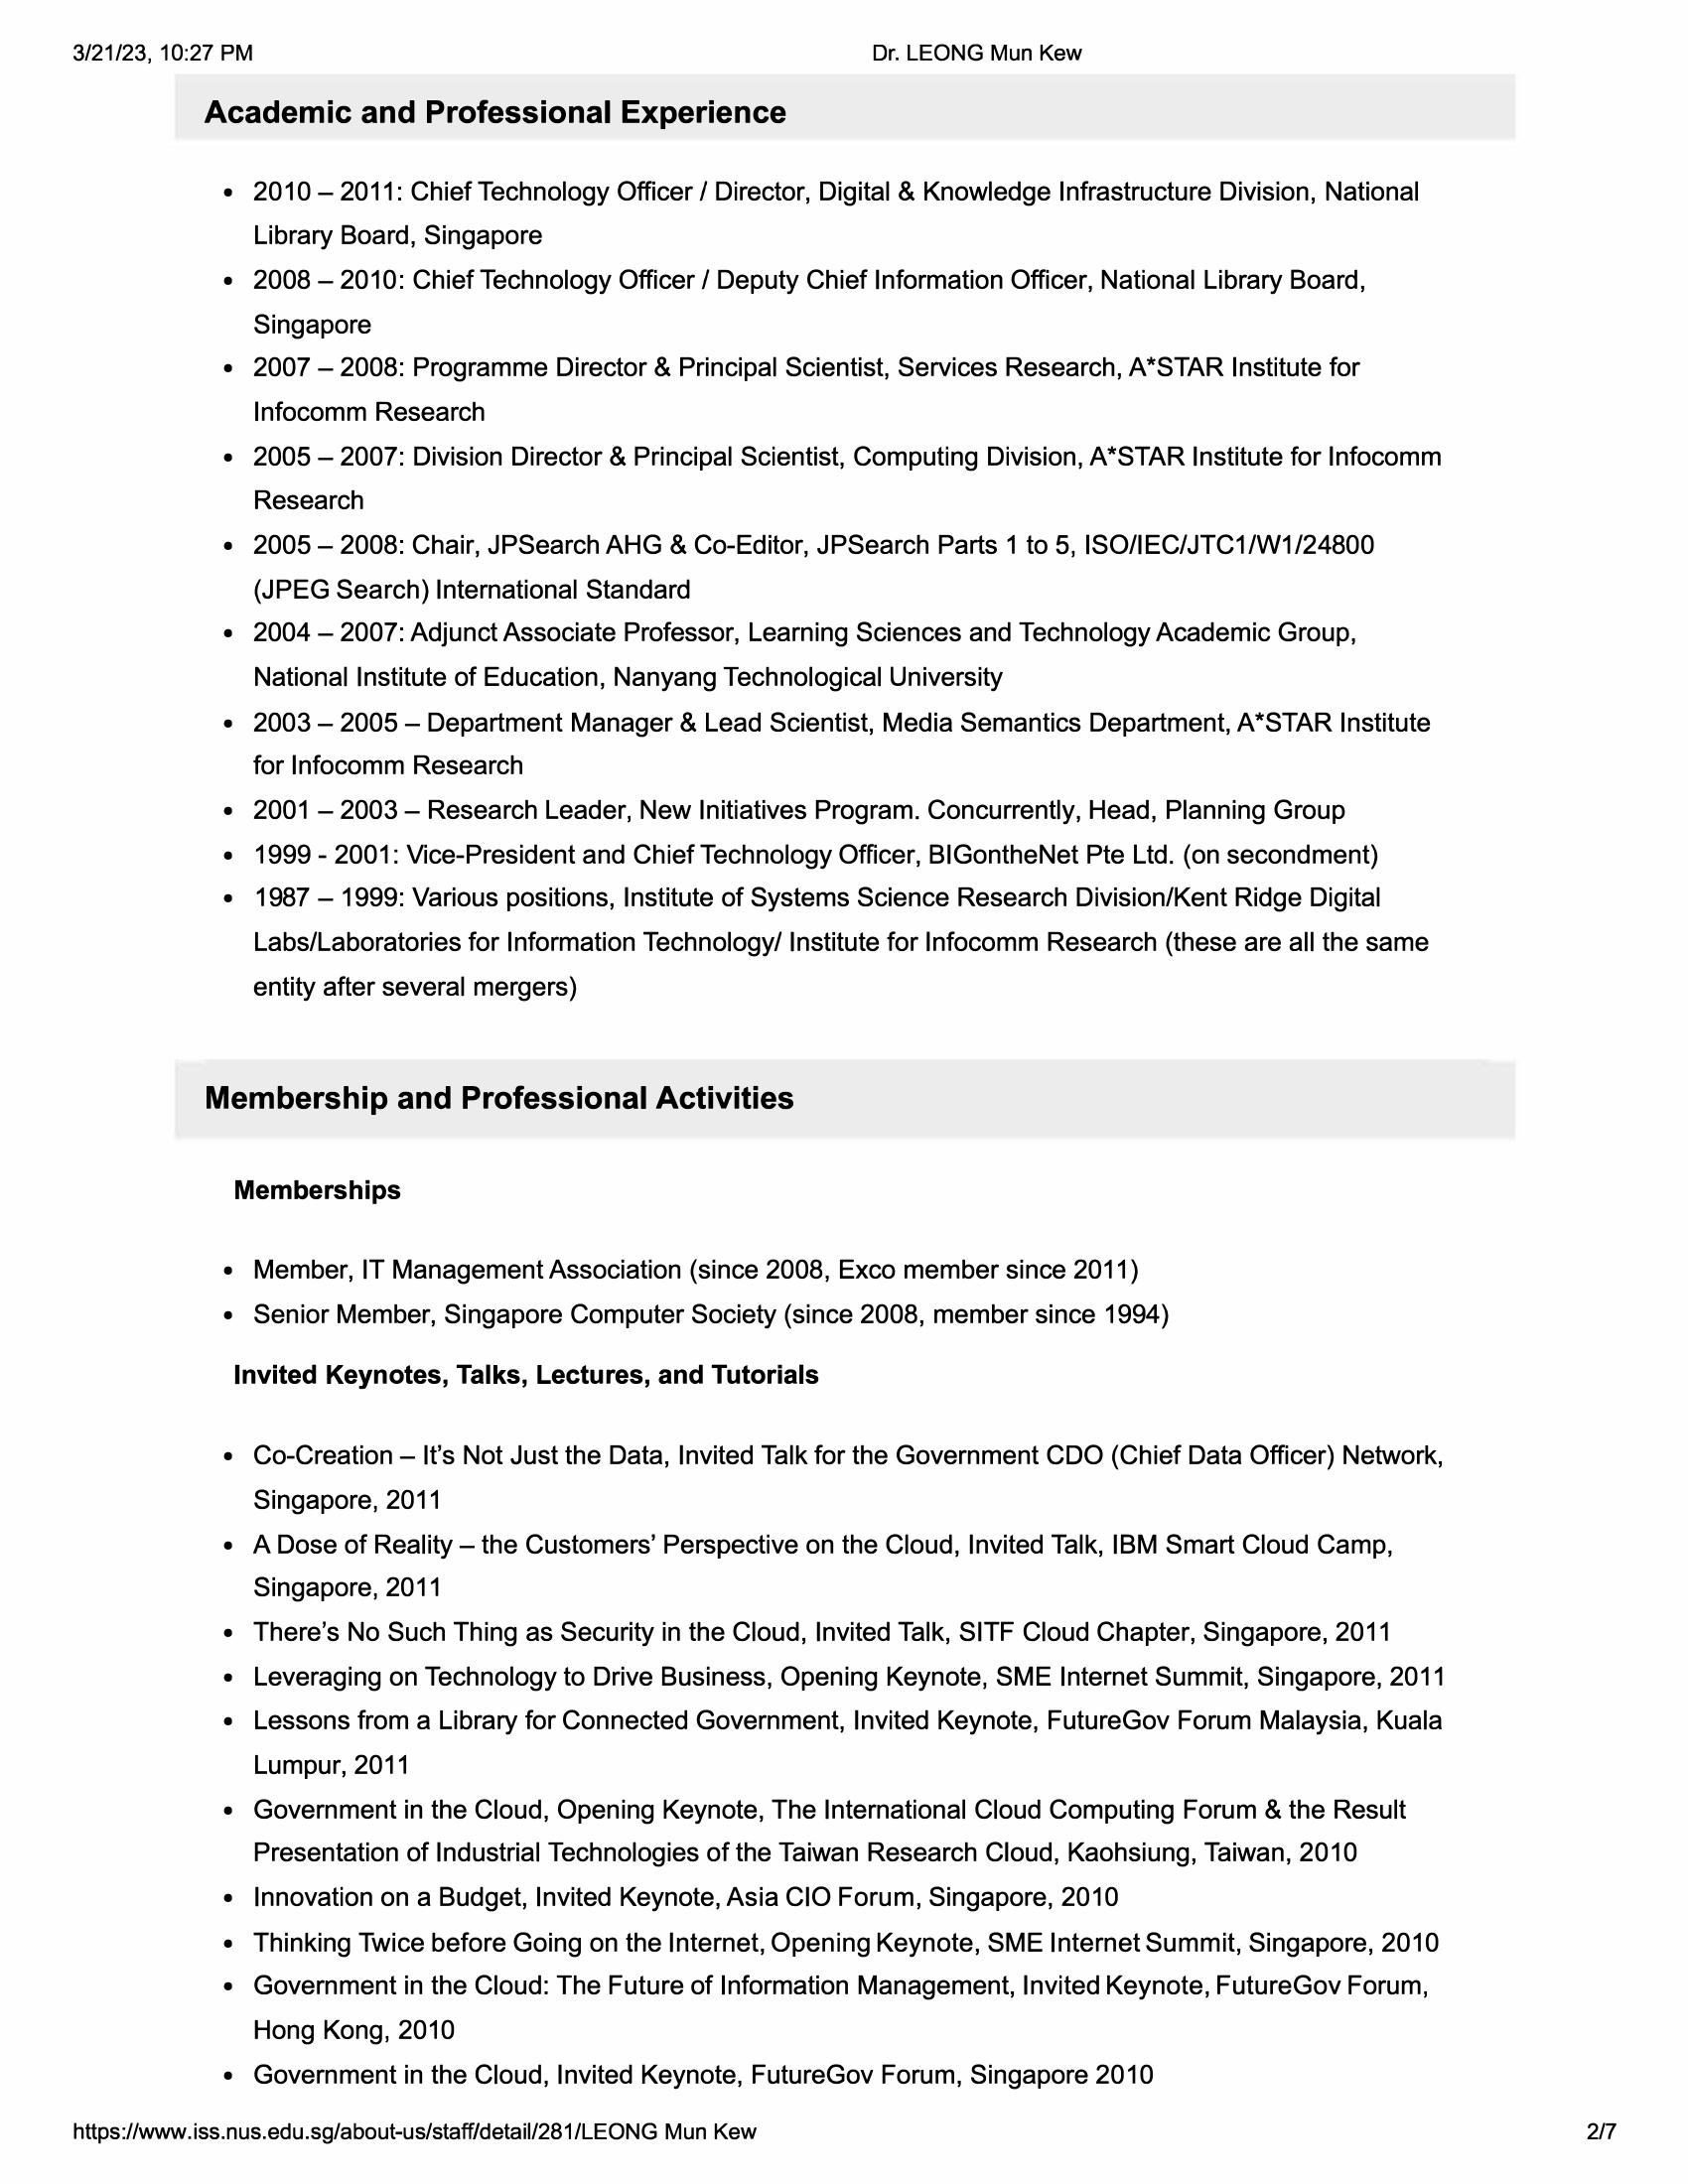 3/21/23, 10:27 PM
Dr. LEONG Mun Kew
Academic and Professional Experience
• 2010 – 2011: Chief Technology Officer / Director, Digital & Knowledge Infrastructure Division, National
Library Board, Singapore
• 2008 – 2010: Chief Technology Officer / Deputy Chief Information Officer, National Library Board,
Singapore
• 2007 – 2008: Programme Director & Principal Scientist, Services Research, A*STAR Institute for
Infocomm Research
• 2005 – 2007: Division Director & Principal Scientist, Computing Division, A*STAR Institute for Infocomm
Research
• 2005 – 2008: Chair, JPSearch AHG & Co-Editor, JPSearch Parts 1 to 5, ISO/IEC/JTC1/W1/24800
(JPEG Search) International Standard
• 2004 – 2007: Adjunct Associate Professor, Learning Sciences and Technology Academic Group,
National Institute of Education, Nanyang Technological University
• 2003 – 2005 – Department Manager & Lead Scientist, Media Semantics Department, A*STAR Institute
for Infocomm Research
• 2001 – 2003 – Research Leader, New Initiatives Program. Concurrently, Head, Planning Group
• 1999 - 2001: Vice-President and Chief Technology Officer, BIGontheNet Pte Ltd. (on secondment)
• 1987 – 1999: Various positions, Institute of Systems Science Research Division/Kent Ridge Digital
Labs/Laboratories for Information Technology/ Institute for Infocomm Research (these are all the same
entity after several mergers)
Membership and Professional Activities
Memberships
• Member, IT Management Association (since 2008, Exco member since 2011)
• Senior Member, Singapore Computer Society (since 2008, member since 1994)
Invited Keynotes, Talks, Lectures, and Tutorials
• Co-Creation – It’s Not Just the Data, Invited Talk for the Government CDO (Chief Data Officer) Network,
Singapore, 2011
• A Dose of Reality – the Customers’ Perspective on the Cloud, Invited Talk, IBM Smart Cloud Camp,
Singapore, 2011
• There’s No Such Thing as Security in the Cloud, Invited Talk, SITF Cloud Chapter, Singapore, 2011
• Leveraging on Technology to Drive Business, Opening Keynote, SME Internet Summit, Singapore, 2011
• Lessons from a Library for Connected Government, Invited Keynote, FutureGov Forum Malaysia, Kuala
Lumpur, 2011
• Government in the Cloud, Opening Keynote, The International Cloud Computing Forum & the Result
Presentation of Industrial Technologies of the Taiwan Research Cloud, Kaohsiung, Taiwan, 2010
• Innovation on a Budget, Invited Keynote, Asia CIO Forum, Singapore, 2010
• Thinking Twice before Going on the Internet, Opening Keynote, SME Internet Summit, Singapore, 2010
• Government in the Cloud: The Future of Information Management, Invited Keynote, FutureGov Forum,
Hong Kong, 2010
• Government in the Cloud, Invited Keynote, FutureGov Forum, Singapore 2010
https://www.iss.nus.edu.sg/about-us/staff/detail/281/LEONG Mun Kew
2/7